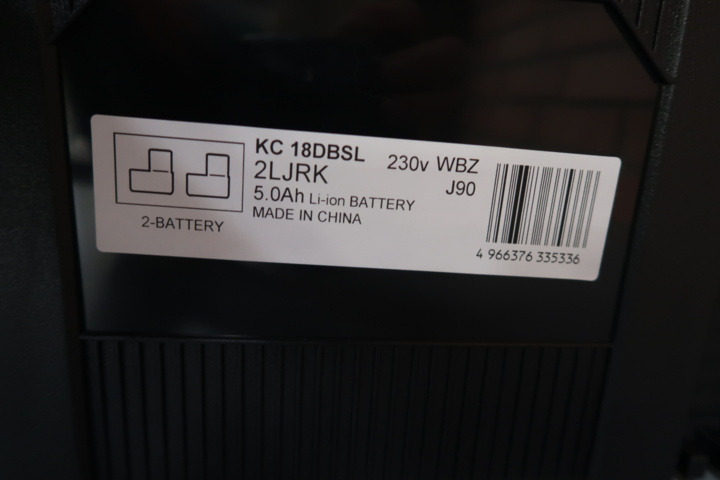 KC 18DBSL 230v WBZ
2LJRK J90
5.0Ah Li-ion BATTERY
MADE IN CHINA
2-BATTERY
4 966376 335336